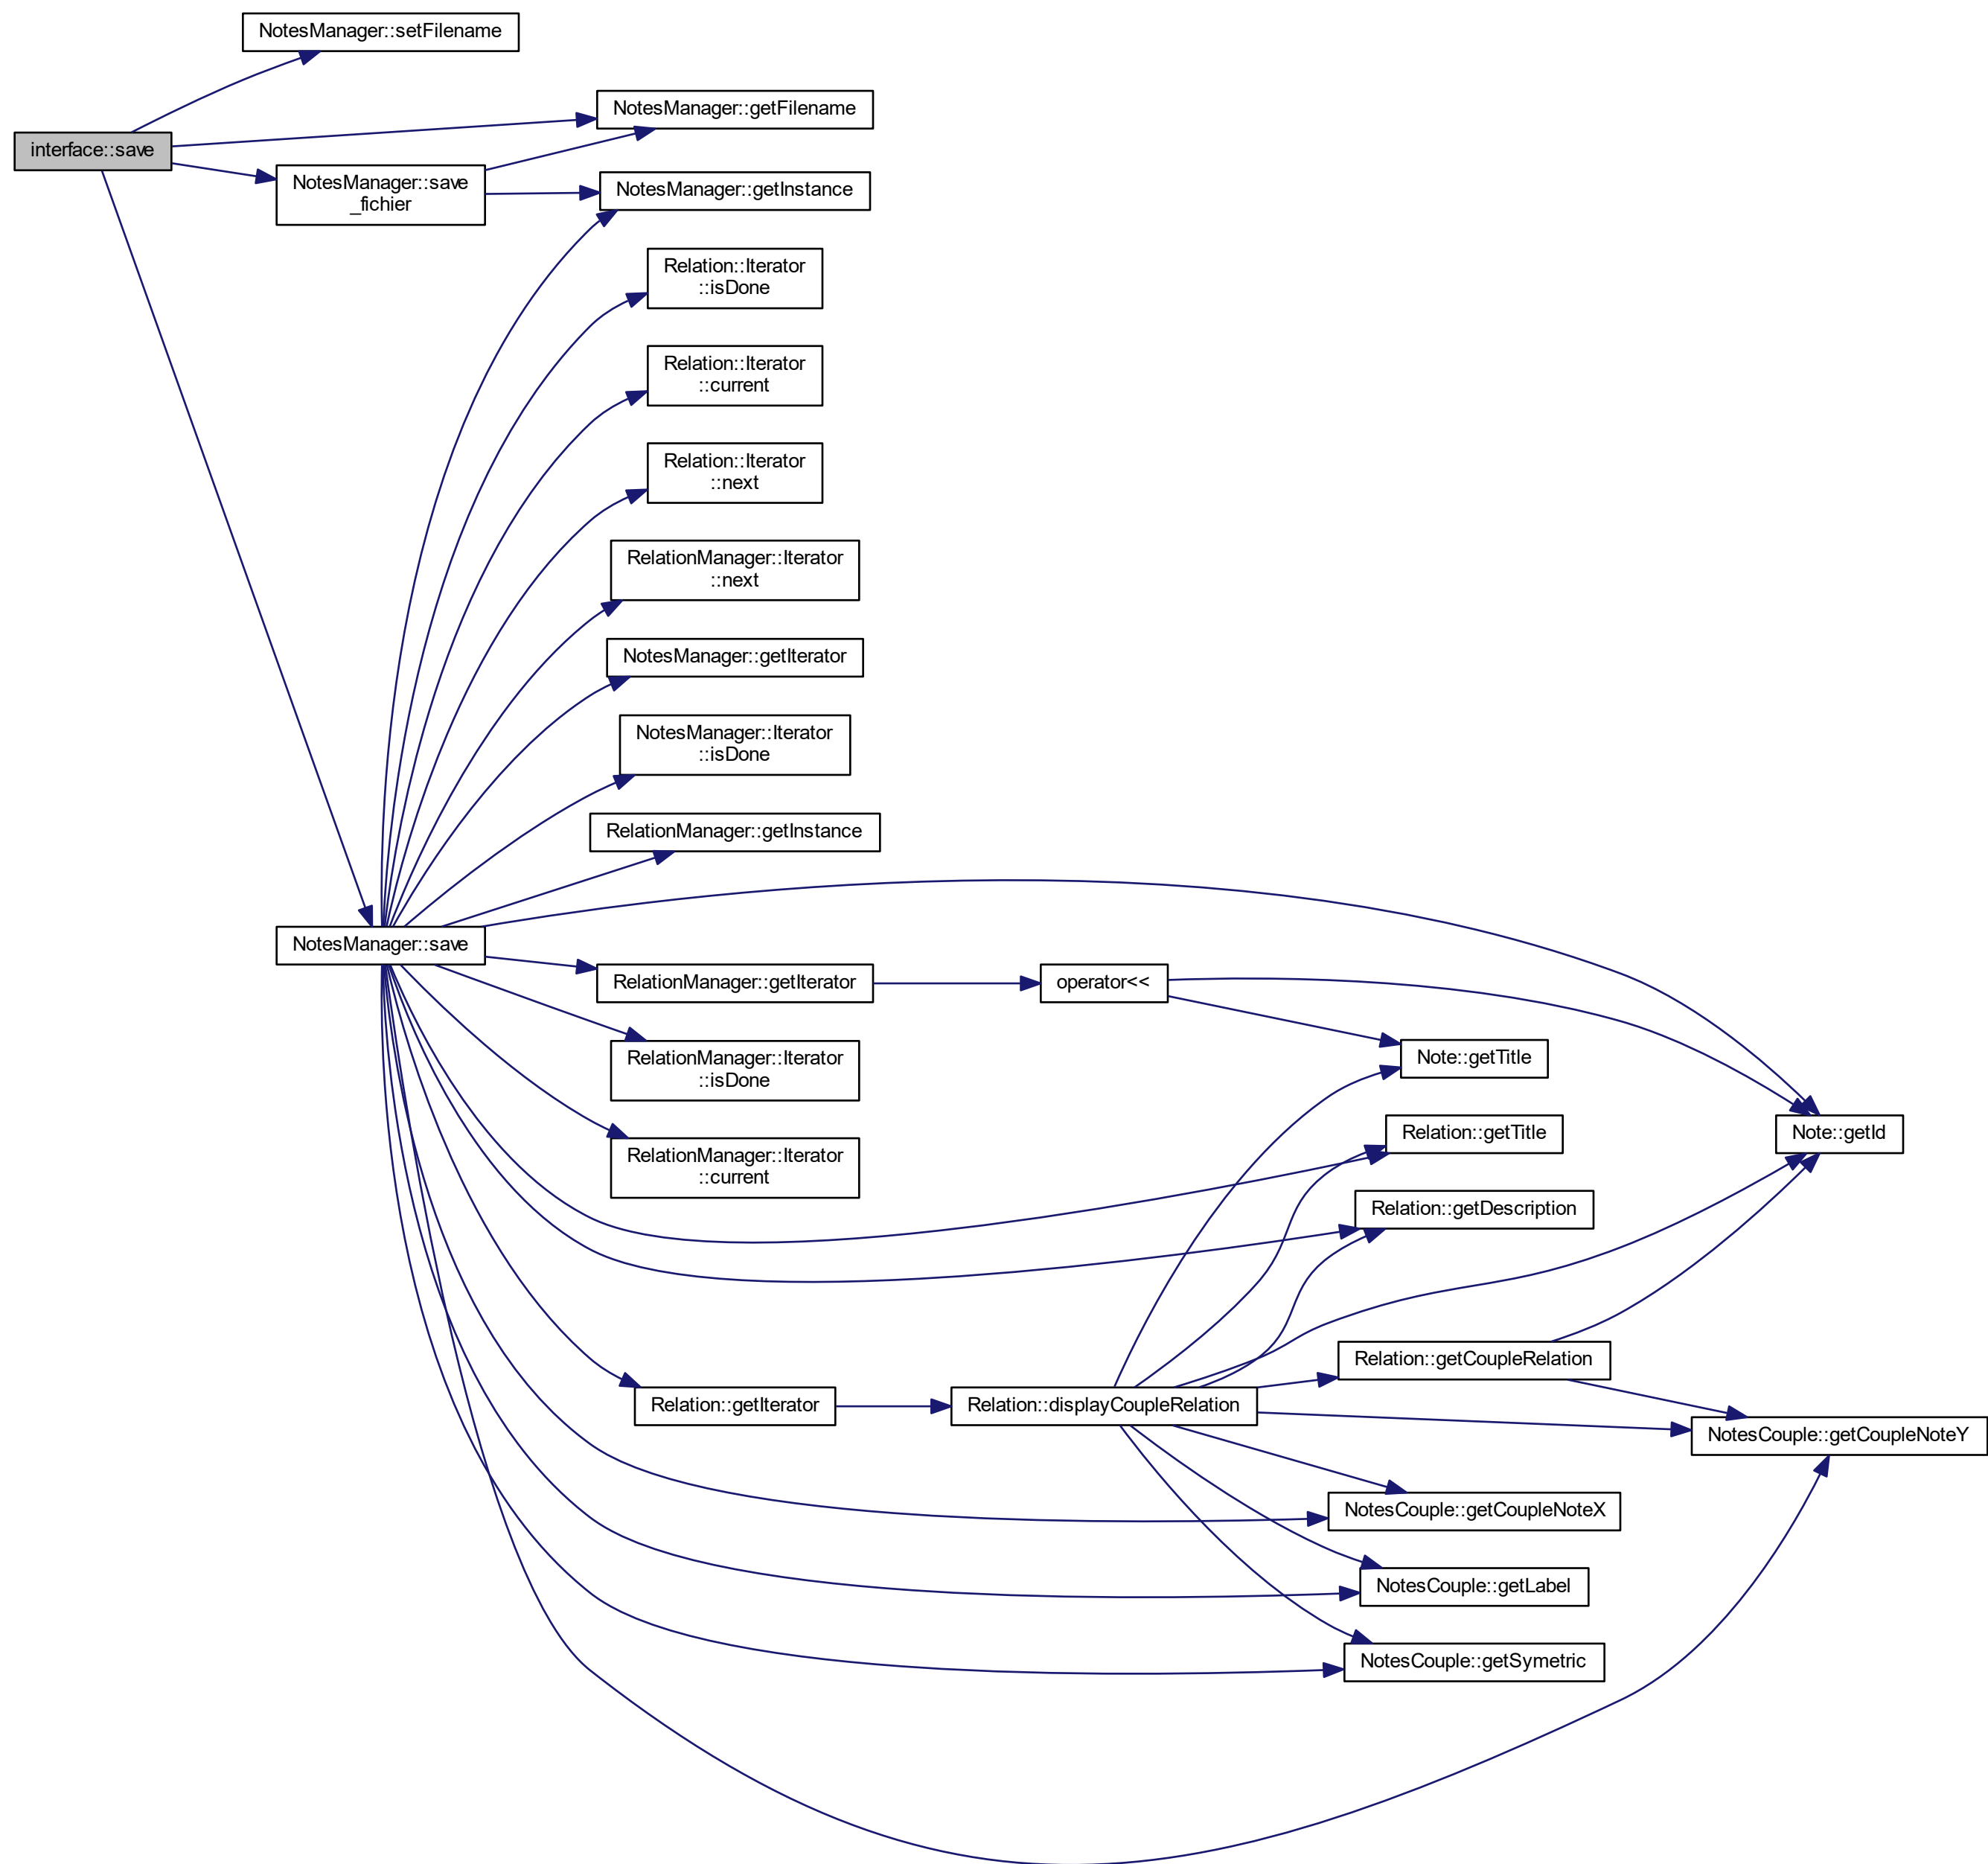 NotesManager::setFilename
interface::save
NotesManager::getFilename
NotesManager::save
_fichier
NotesManager::getInstance
Relation::Iterator
::isDone
Relation::Iterator
::current
Relation::Iterator
::next
RelationManager::Iterator
::next
NotesManager::getIterator
NotesManager::Iterator
::isDone
RelationManager::getInstance
NotesManager::save
RelationManager::getIterator
operator<<
RelationManager::Iterator
::isDone
Note::getTitle
RelationManager::Iterator
::current
Relation::getTitle
Note::getId
Relation::getDescription
Relation::getCoupleRelation
Relation::getIterator
Relation::displayCoupleRelation
NotesCouple::getCoupleNoteY
NotesCouple::getCoupleNoteX
NotesCouple::getLabel
NotesCouple::getSymetric